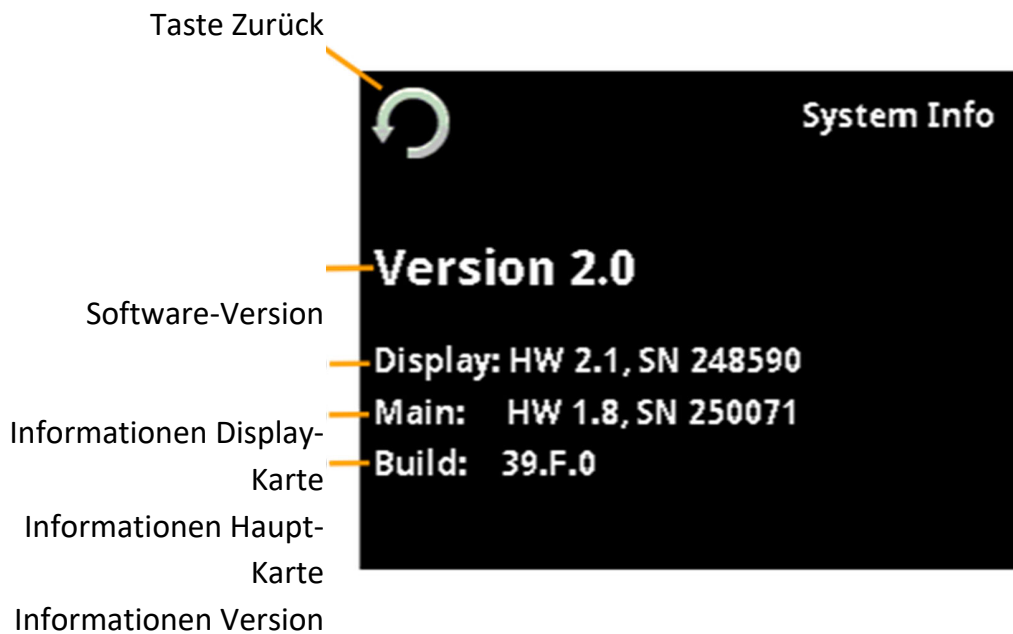 Taste Zurück
System Info
Version 2.0
Software-Version
Display: HW 2.1, SN 248590
Main: HW 1.8, SN 250071
Informationen Display-
Karte
Build: 39.F.0
Informationen Haupt-
Karte
Informationen Version